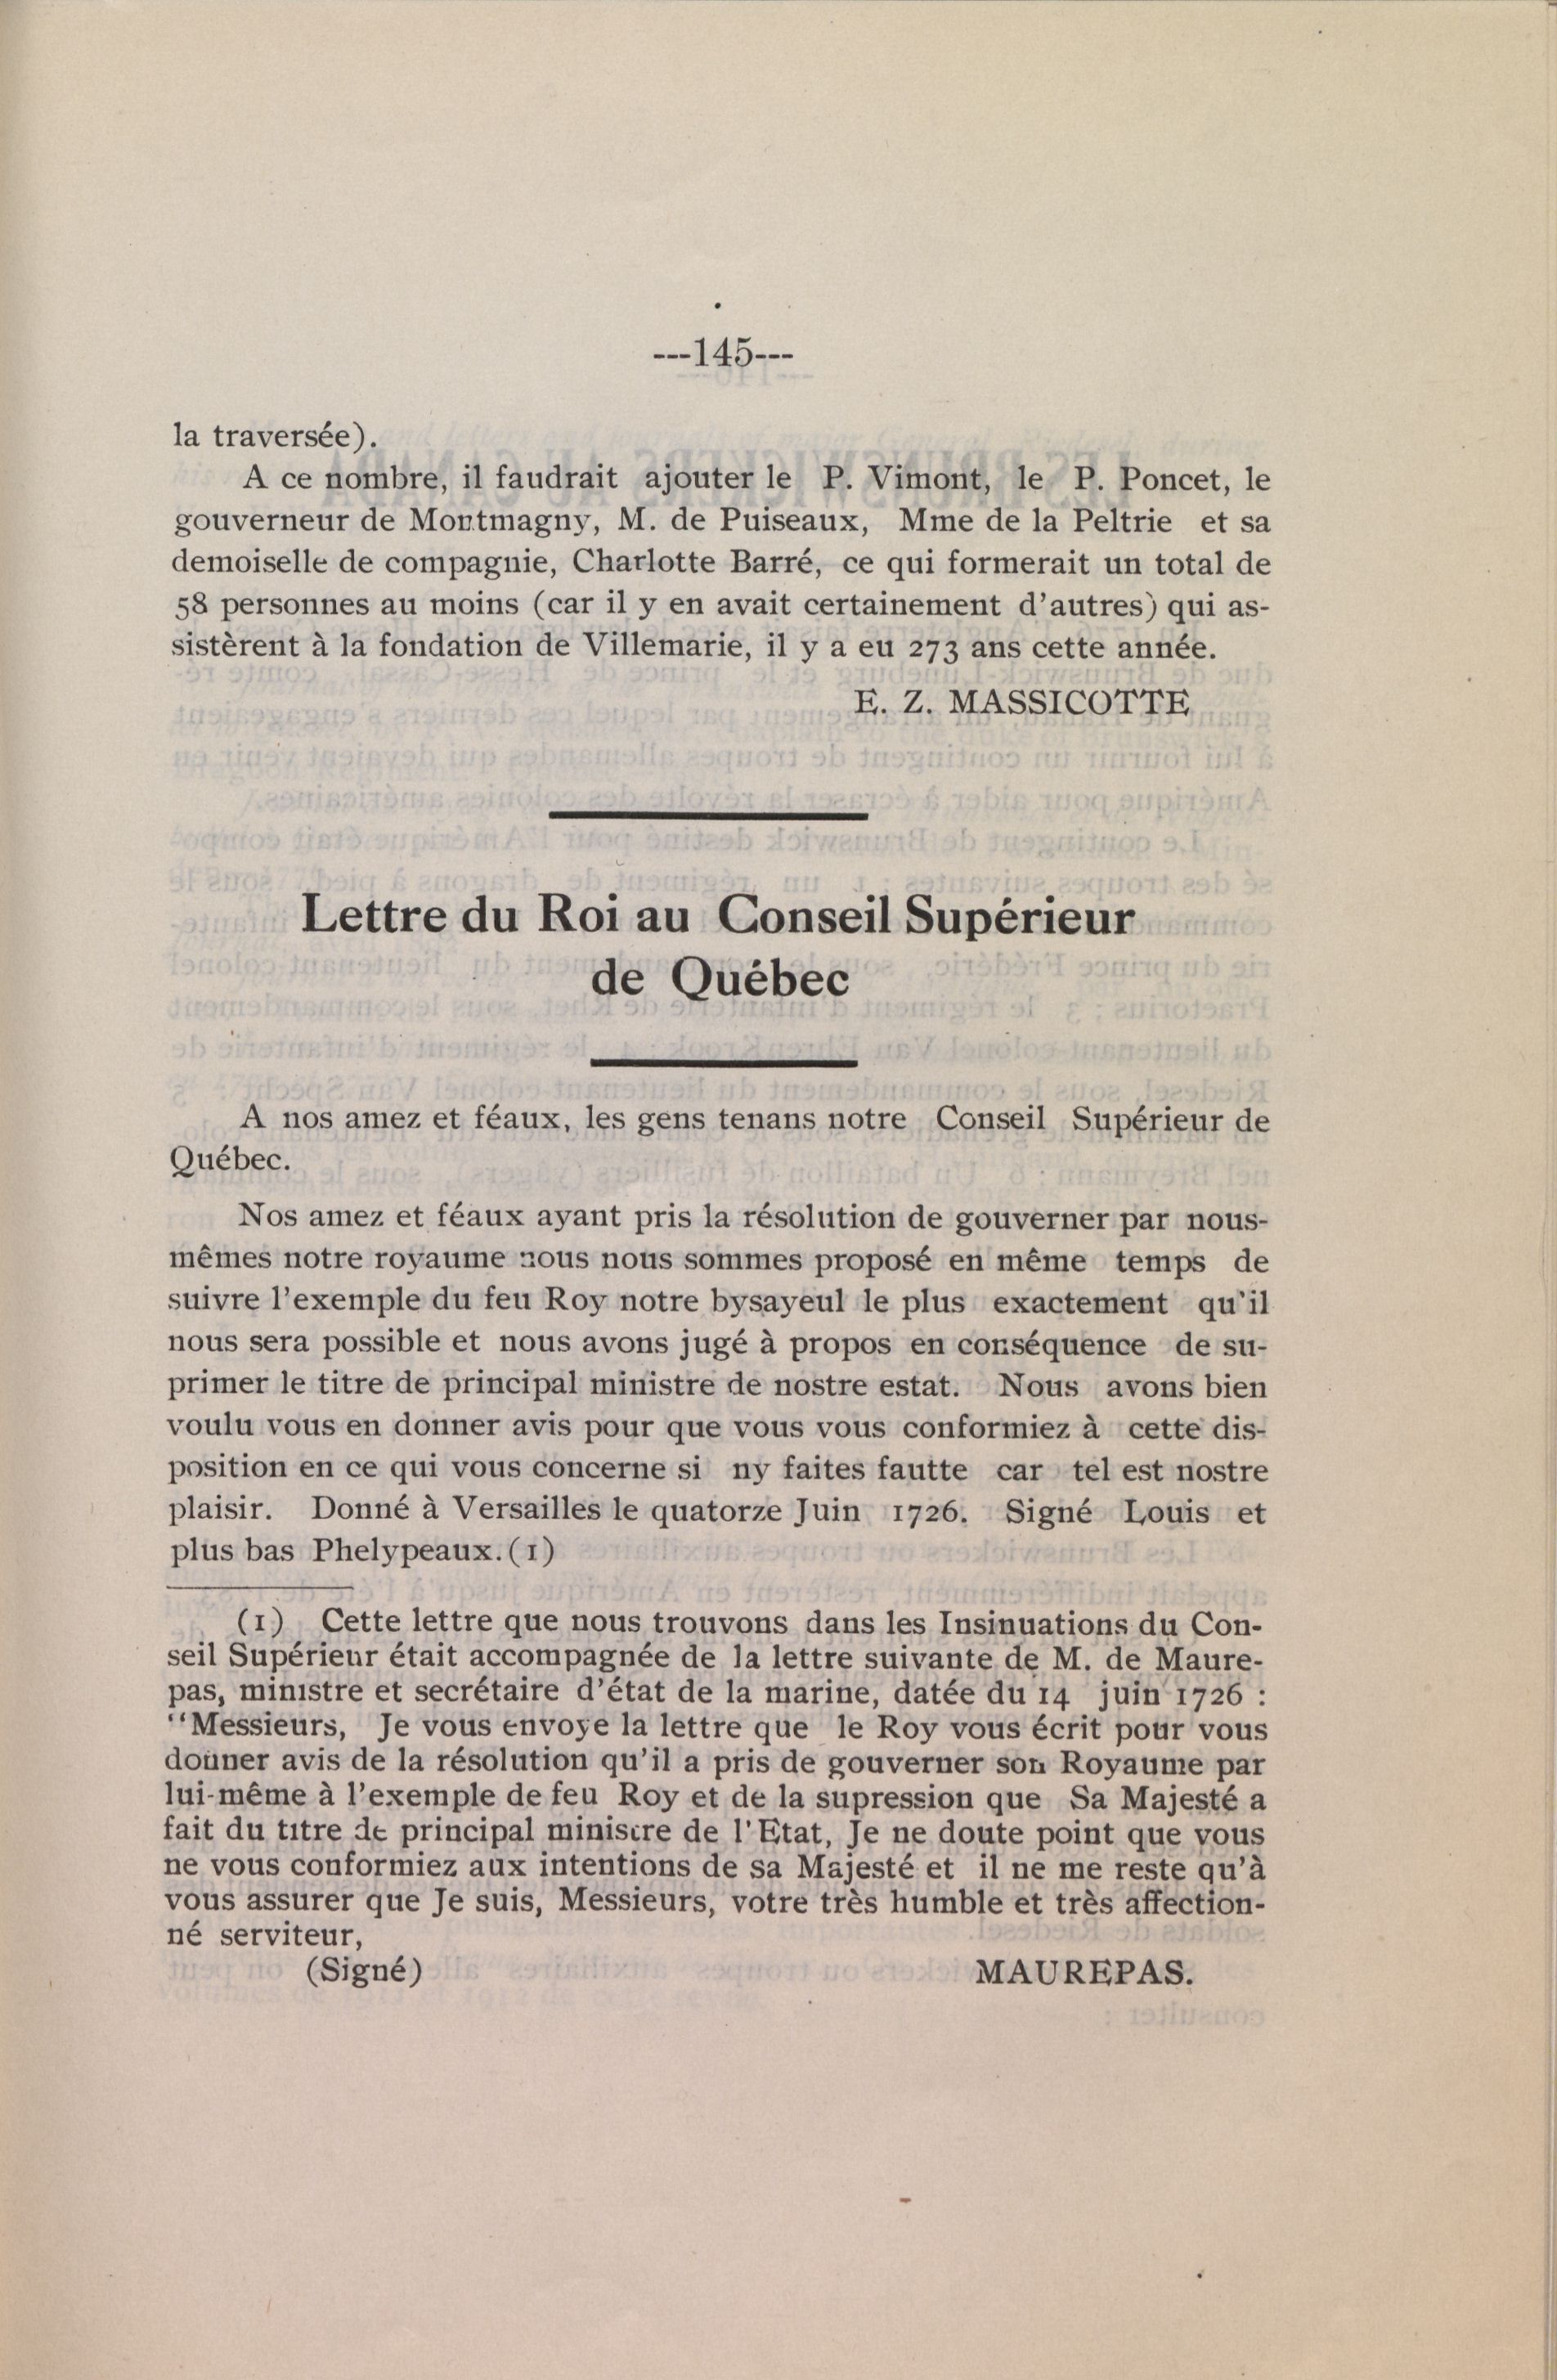 ---145---
la traversée).
A ce nombre, il faudrait ajouter le P. Vimont, le P. Poncet, le
gouverneur de Montmagny, M. de Puiseaux, Mme de la Peltrie et sa
demoiselle de compagnie, Charlotte Barré, ce qui formerait un total de
58 personnes au moins (car il y en avait certainement d'autres) qui as-
sistèrent à la fondation de Villemarie, il y a eu 273 ans cette année.
E. Z. MASSICOTTE
Lettre du Roi au Conseil Supérieur
de Québec
A nos amez et féaux, les gens tenans notre Conseil Supérieur de
Québec.
Nos amez et féaux ayant pris la résolution de gouverner par nous-
mêmes notre royaume nous nous sommes proposé en même temps de
suivre l'exemple du feu Roy notre bysayeul le plus exactement qu'il
nous sera possible et nous avons jugé à propos en conséquence de su-
primer le titre de principal ministre de nostre estat. Nous avons bien
voulu vous en donner avis pour que vous vous conformiez à cette dis-
position en ce qui vous concerne si ny faites fautte car tel est nostre
plaisir. Donné à Versailles le quatorze Juin 1726. Signé Louis et
plus bas Phelypeaux. (1)
(1) Cette lettre que nous trouvons dans les Insinuations du Con-
seil Supérieur était accompagnée de la lettre suivante de M. de Maure-
pas, ministre et secrétaire d'état de la marine, datée du 14 juin 1726 :
"Messieurs, Je vous envoye la lettre que le Roy vous écrit pour vous
donner avis de la résolution qu'il a pris de gouverner son Royaume par
lui-même à l'exemple de feu Roy et de la supression que Sa Majesté a
fait du titre de principal ministre de l'Etat, Je ne doute point que vous
ne vous conformiez aux intentions de sa Majesté et il ne me reste qu'à
vous assurer que Je suis, Messieurs, votre très humble et très affection-
né serviteur,
(Signé) MAUREPAS.